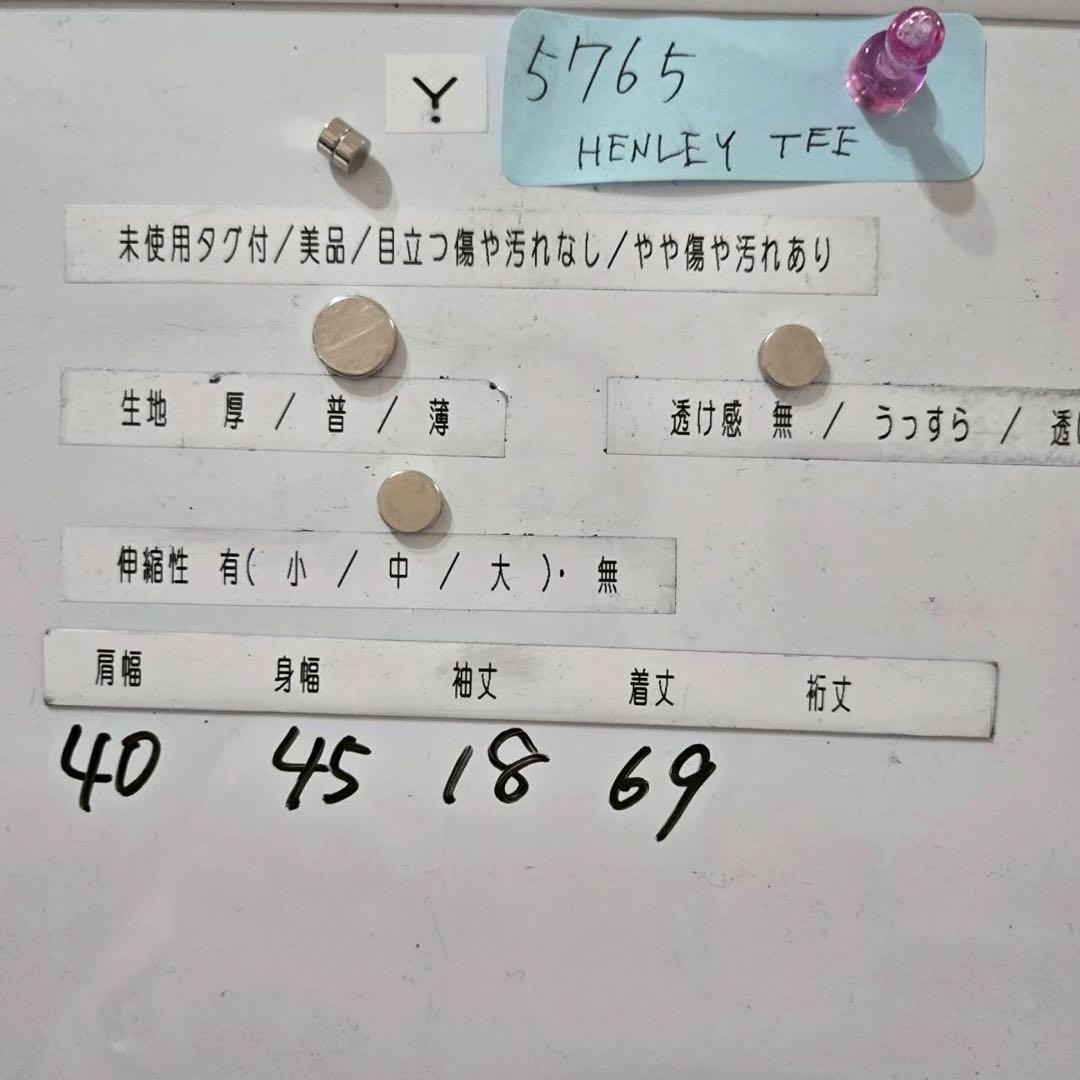 5765
Y
HENLEY TEE
未使用タグ付/美品/目立つ傷や汚れなし/やや傷や汚れあり
生地 厚 / 普 / 薄
透け感 無 / うっすら / 透け
伸縮性 有( 小 / 中 / 大 )・ 無
肩幅 身幅 袖丈 着丈 裄丈
40 45 18 69